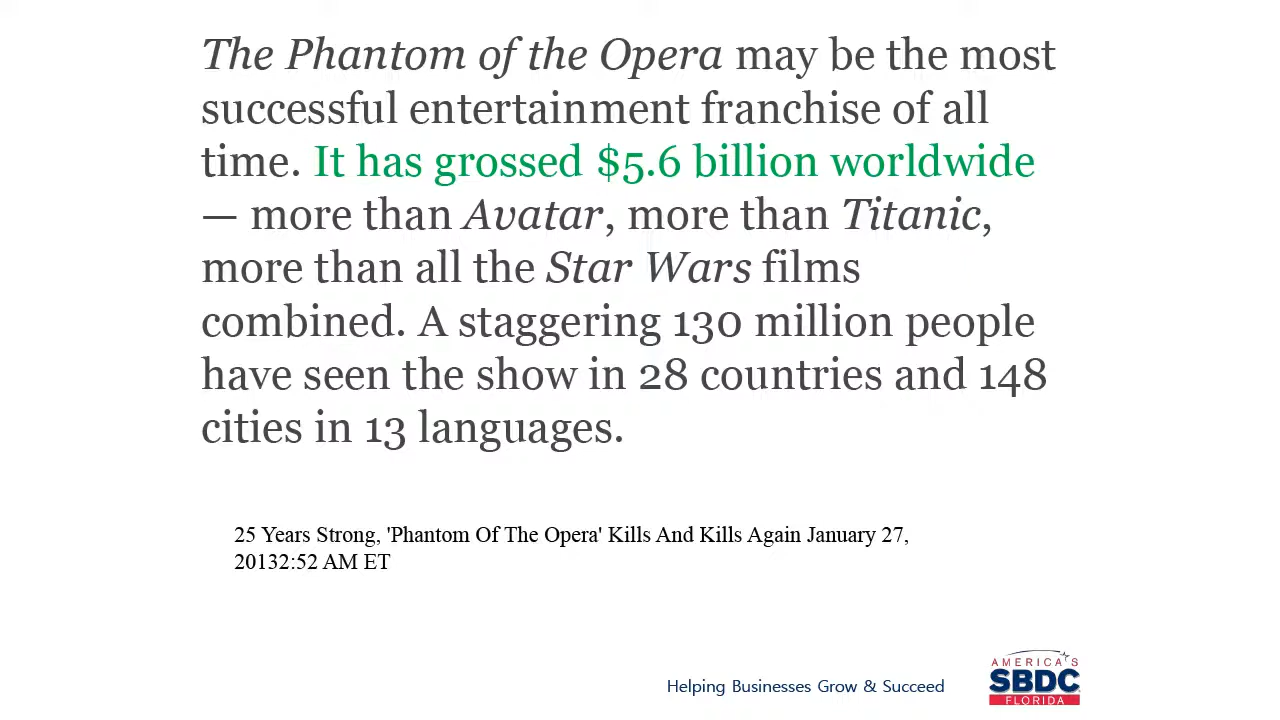 The Phantom of the Opera may be the most
successful entertainment franchise of all
time. It has grossed $5.6 billion worldwide
— more than Avatar, more than Titanic,
more than all the Star Wars films
combined. A staggering 130 million people
have seen the show in 28 countries and 148
cities in 13 languages.
25 Years Strong, 'Phantom Of The Opera' Kills And Kills Again January 27,
20132:52 AM ET
Helping Businesses Grow & Succeed
AMERICA'S
SBDC
FLORIDA